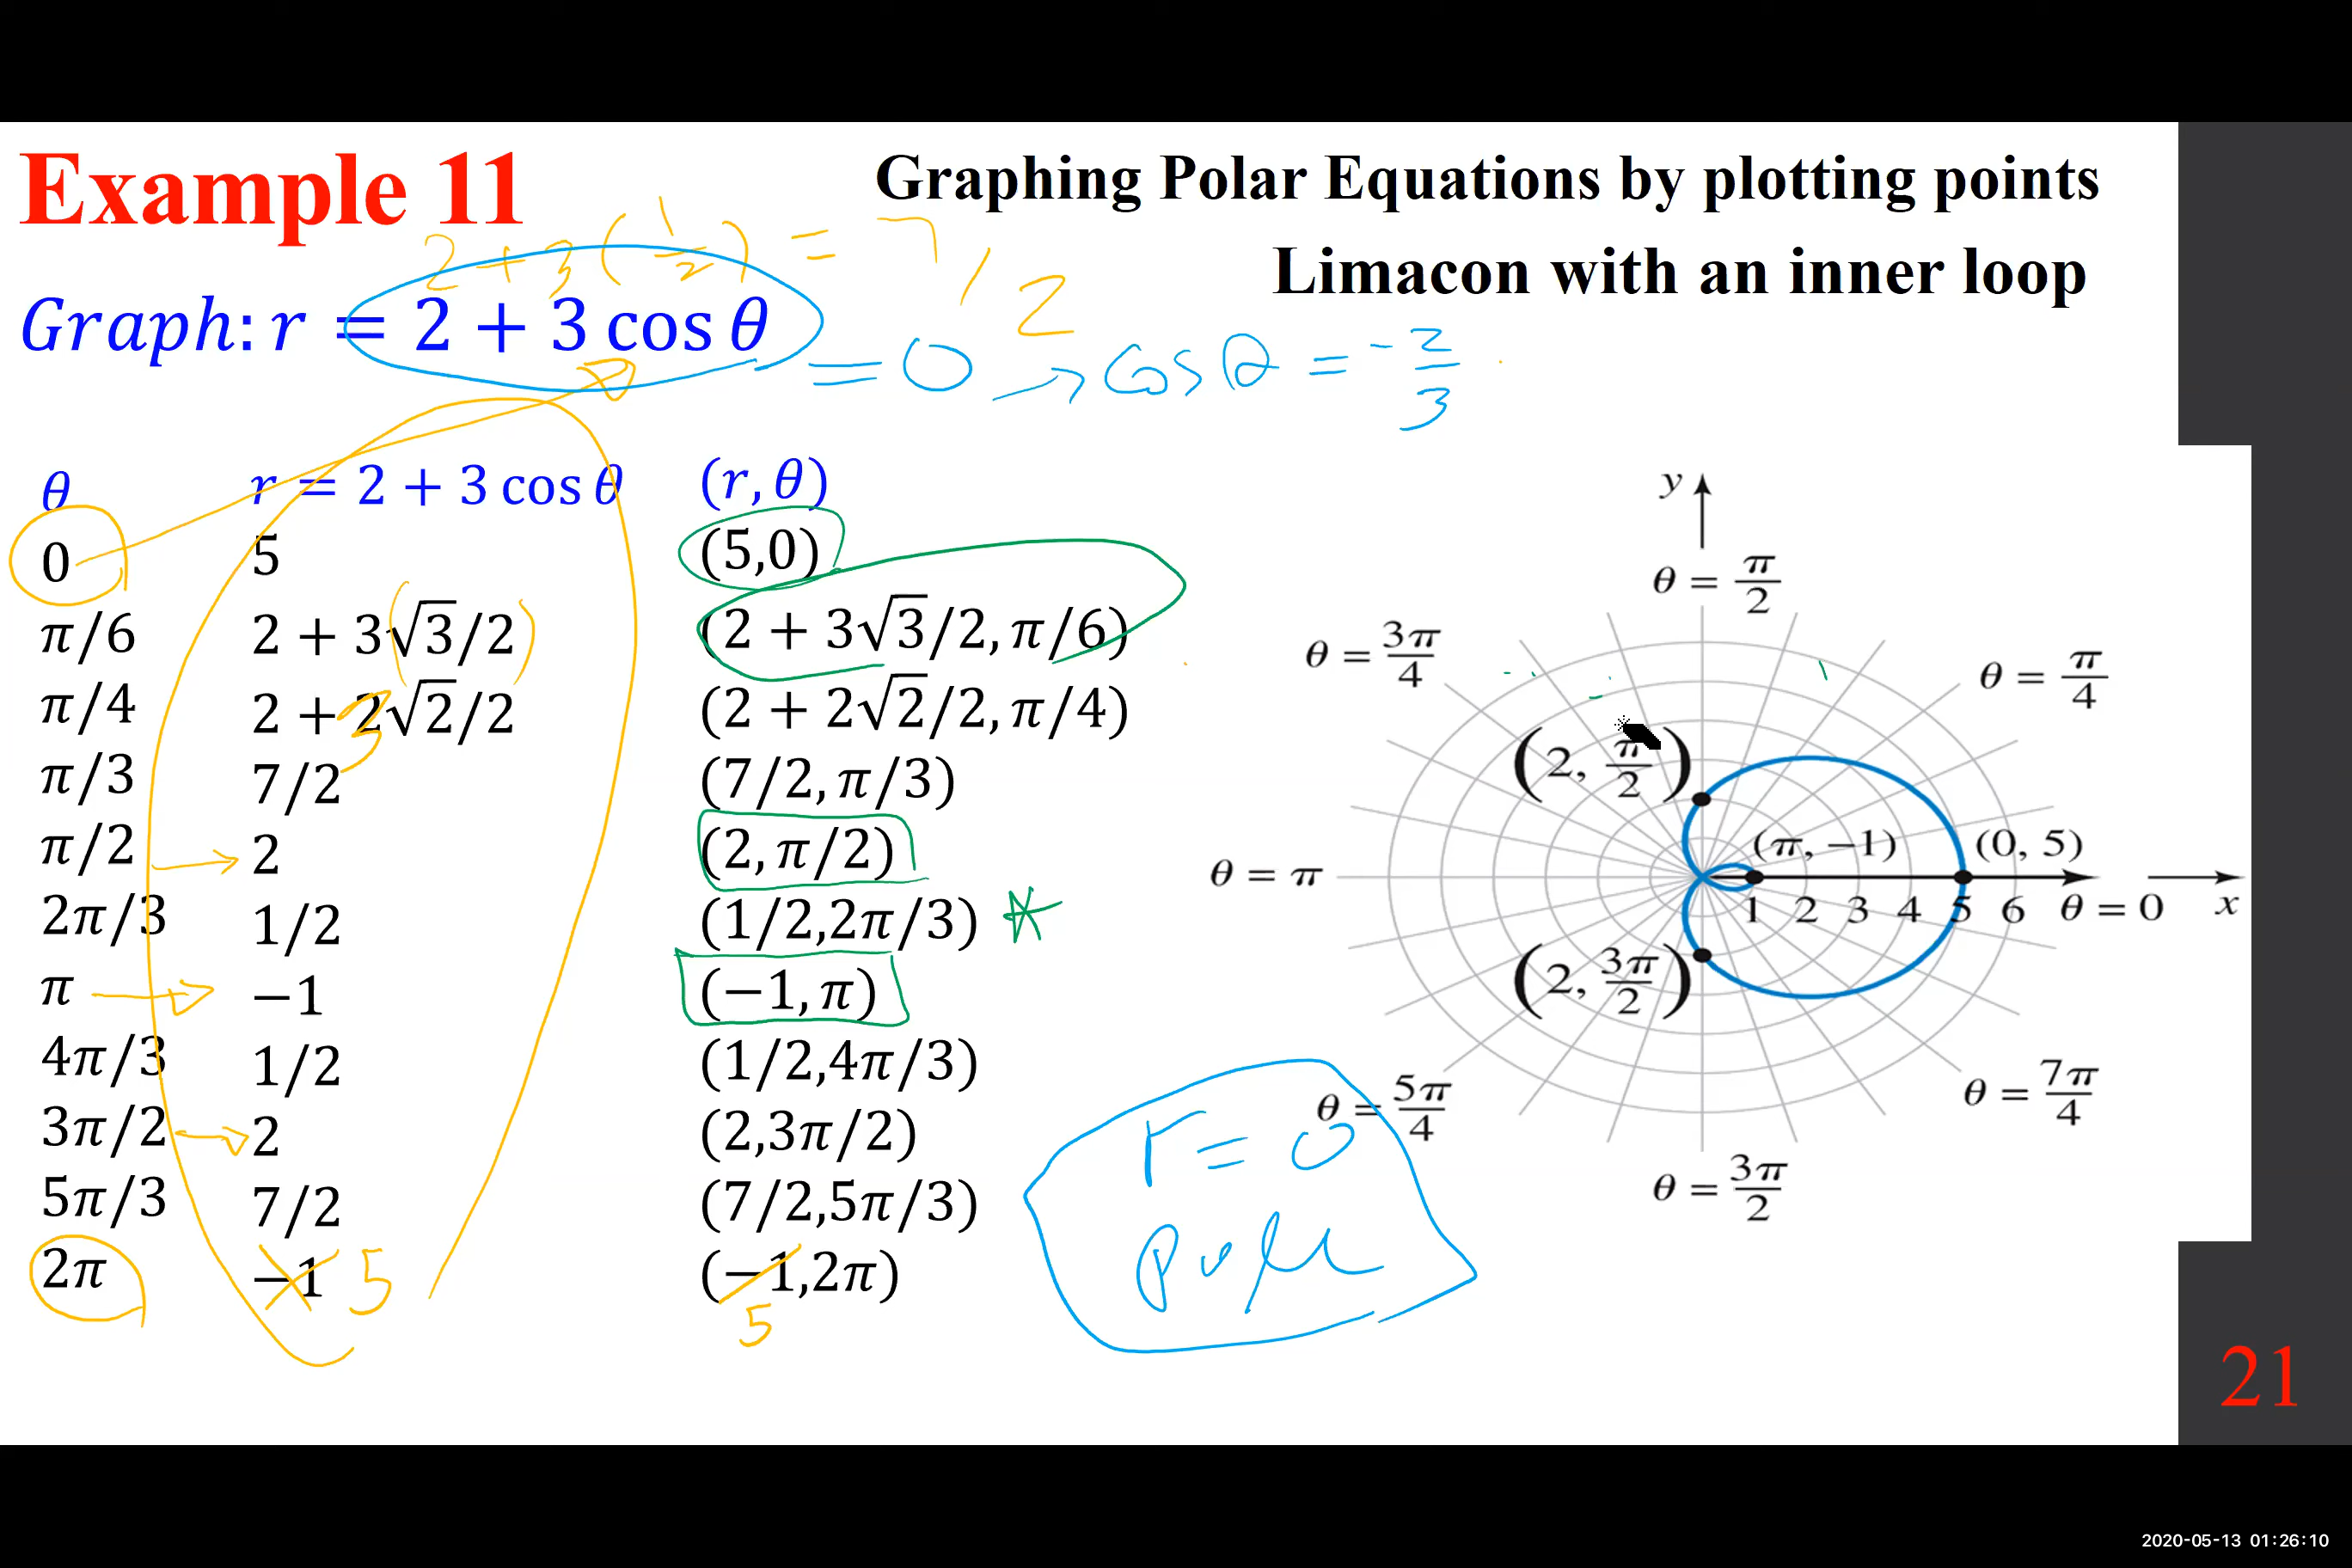 Example 11
Graphing Polar Equations by plotting points
2 + 3 (1/2) = 7/2
Limacon with an inner loop
Graph: r = 2 + 3 cos θ
= 0 → cos θ = -2/3
θ r = 2 + 3 cos θ (r, θ)
0 5 (5,0)
π/6 2 + 3√3/2 (2 + 3√3/2, π/6)
π/4 2 + 2√2/2 (2 + 2√2/2, π/4)
3
π/3 7/2 (7/2, π/3)
π/2 2 (2, π/2)
2π/3 1/2 (1/2,2π/3) *
π −1 (−1, π)
4π/3 1/2 (1/2,4π/3)
3π/2 2 (2,3π/2)
5π/3 7/2 (7/2,5π/3)
2π −1 5 (−1,2π)
5
r = 0
pole
y
θ = π/2
θ = 3π/4
θ = π/4
(2, π/2)
(π, −1) (0, 5)
θ = π
1 2 3 4 5 6 θ = 0 x
(2, 3π/2)
θ = 5π/4
θ = 7π/4
θ = 3π/2
21
2020-05-13 01:26:10